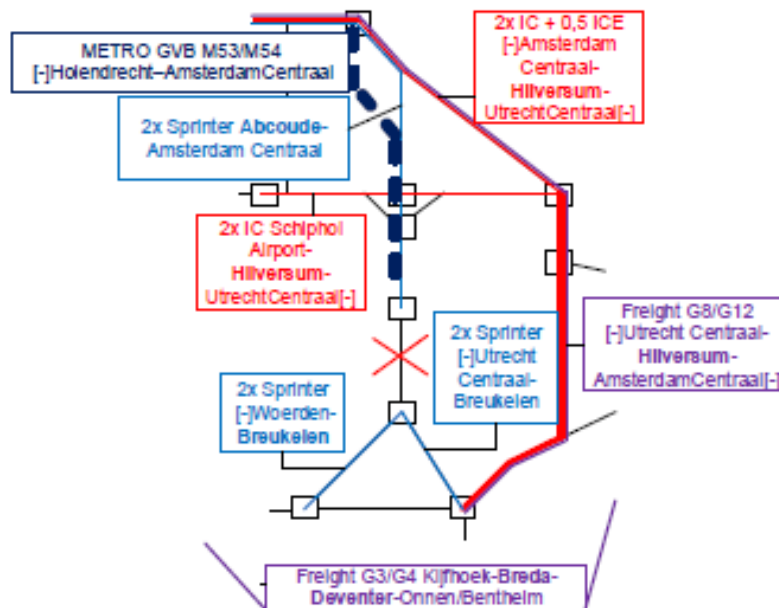 METRO GVB M53/M54
[-]Holendrecht–AmsterdamCentraal
2x IC + 0,5 ICE
[-]Amsterdam
Centraal-
Hilversum-
UtrechtCentraal[-]
2x Sprinter Abcoude-
Amsterdam Centraal
2x IC Schiphol
Airport-
Hilversum-
UtrechtCentraal[-]
Freight G8/G12
[-]Utrecht Centraal-
Hilversum-
AmsterdamCentraal[-]
2x Sprinter
[-]Utrecht
Centraal-
Breukelen
2x Sprinter
[-]Woerden-
Breukelen
Freight G3/G4 Kijfhoek-Breda-
Deventer-Onnen/Bentheim